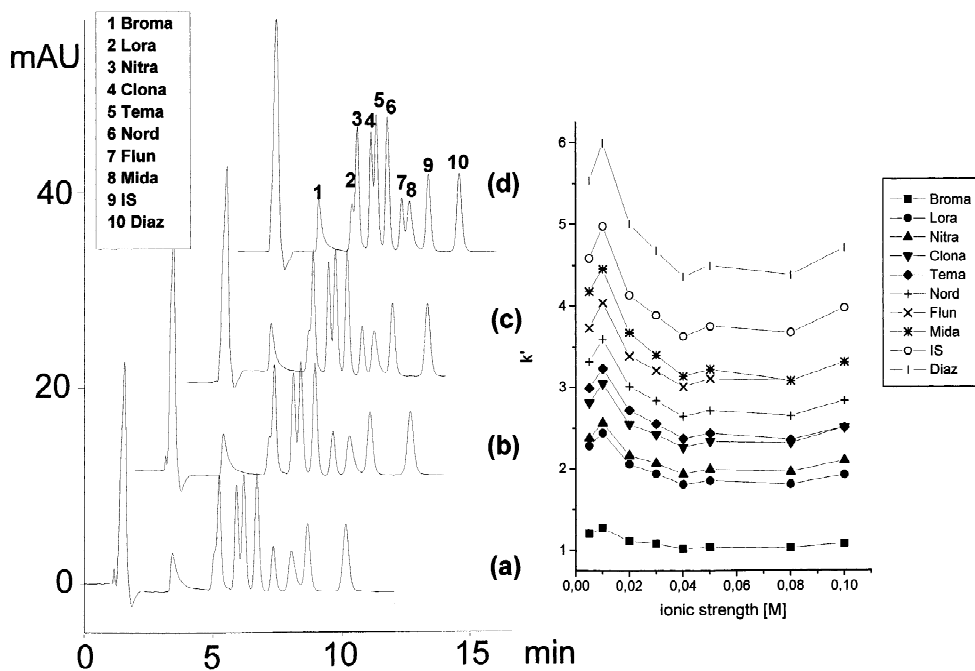 1 Broma
2 Lora
3 Nitra
4 Clona
5 Tema
6 Nord
7 Flun
8 Mida
9 IS
10 Diaz
mAU
40
20
0
0
5
10
15
min
1
2
3
4
5
6
7
8
9
10
(d)
(c)
(b)
(a)
6
5
4
3
2
1
k'
0,00
0,02
0,04
0,06
0,08
0,10
ionic strength [M]
Broma
Lora
Nitra
Clona
Tema
Nord
Flun
Mida
IS
Diaz